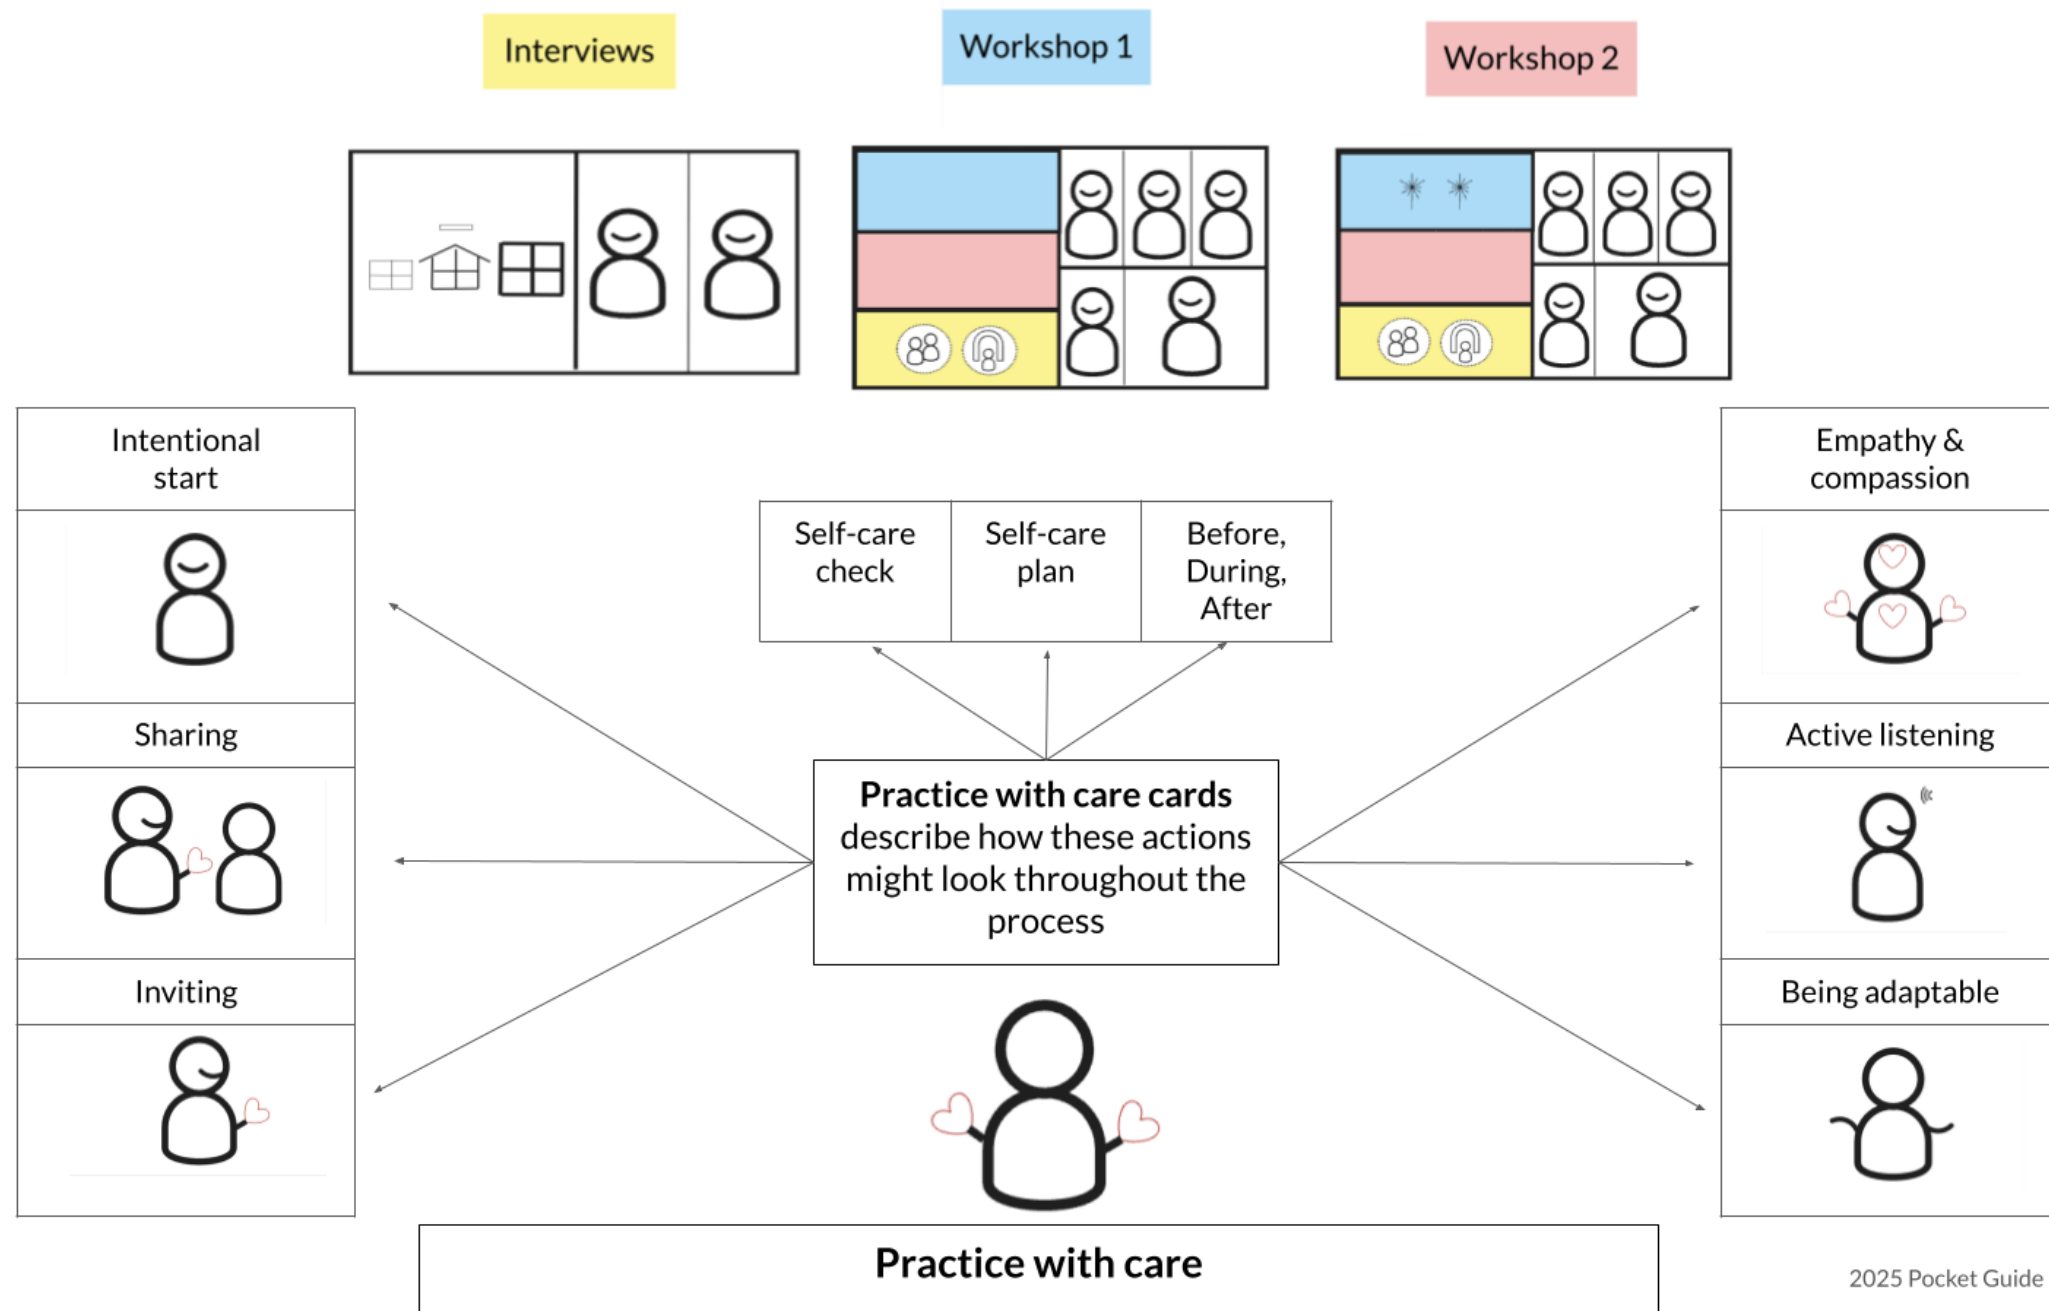 Interviews
Workshop 1
Workshop 2
Intentional
start
Sharing
Inviting
Self-care
check
Self-care
plan
Before,
During,
After
Practice with care cards
describe how these actions
might look throughout the
process
Empathy &
compassion
Active listening
Being adaptable
Practice with care
2025 Pocket Guide